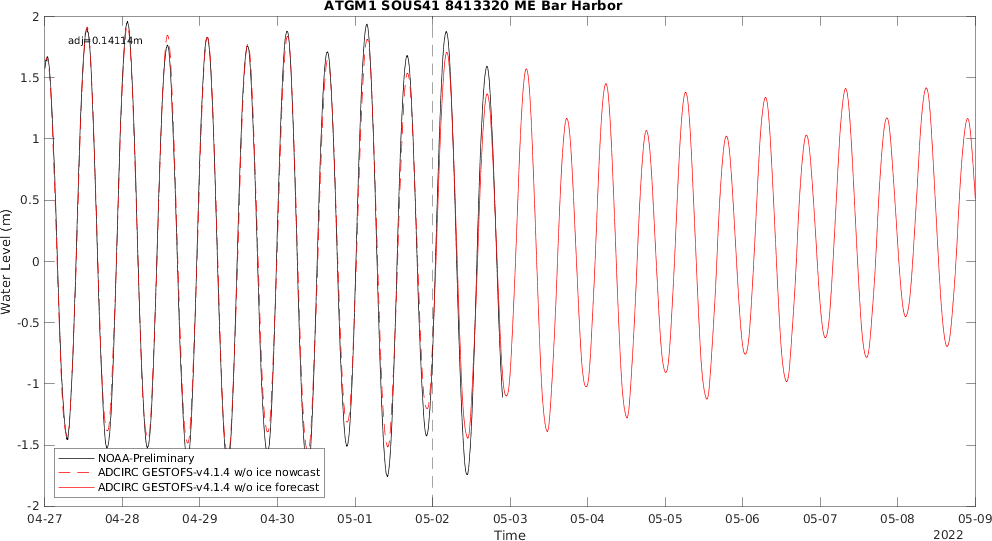 ATGM1 SOUS41 8413320 ME Bar Harbor
adj=0.14114m
2
1.5
1
0.5
0
-0.5
-1
-1.5
-2
Water Level (m)
NOAA-Preliminary
ADCIRC GESTOFS-v4.1.4 w/o ice nowcast
ADCIRC GESTOFS-v4.1.4 w/o ice forecast
04-27 04-28 04-29 04-30 05-01 05-02 05-03 05-04 05-05 05-06 05-07 05-08 05-09
Time
2022